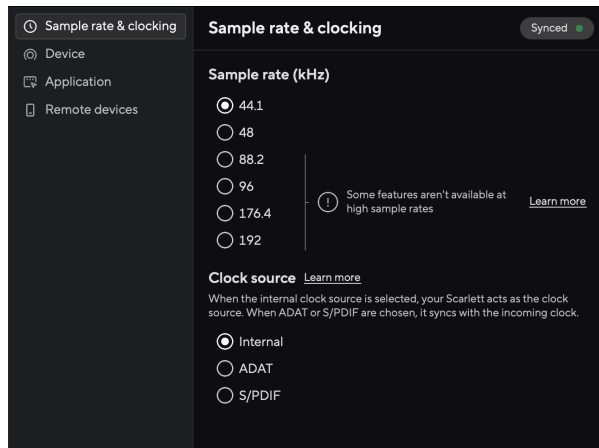 Sample rate & clocking
Device
Application
Remote devices
Sample rate & clocking
Synced
Sample rate (kHz)
44.1
48
88.2
96
176.4
192
Some features aren't available at
high sample rates
Learn more
Clock source Learn more
When the internal clock source is selected, your Scarlett acts as the clock
source. When ADAT or S/PDIF are chosen, it syncs with the incoming clock.
Internal
ADAT
S/PDIF